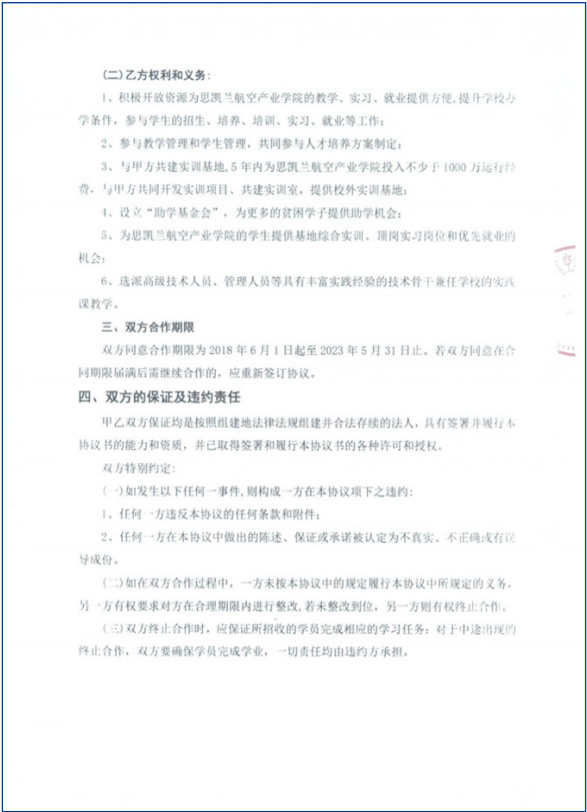 (二)乙方权利和义务:
1、积极开放资源为思凯兰航空产业学院的教学、实习、就业提供方便,提升学校办
学条件，参与学生的招生、培养、培训、实习、就业等工作;
2、参与教学管理和学生管理，共同参与人才培养方案制定;
3、与甲方共建实训基地,5 年内为思凯兰航空产业学院投入不少于 1000 万运行经
费，与甲方共同开发实训项目、共建实训室，提供校外实训基地;
4、设立“助学基金会”，为更多的贫困学子提供助学机会;
5、为思凯兰航空产业学院的学生提供基地综合实训、顶岗实习岗位和优先就业的
机会;
6、选派高级技术人员、管理人员等具有丰富实践经验的技术骨干兼任学校的实践
课教学。
三、双方合作期限
双方同意合作期限为 2018 年 6 月 1 日起至 2023 年 5 月 31 日止。若双方同意在合
同期限届满后需继续合作的，应重新签订协议。
四、双方的保证及违约责任
甲乙双方保证均是按照组建地法律法规组建并合法存续的法人，具有签署并履行本
协议书的能力和资质，并已取得签署和履行本协议书的各种许可和授权。
双方特别约定:
(一)如发生以下任何一事件,则构成一方在本协议项下之违约:
1、任何一方违反本协议的任何条款和附件;
2、任何一方在本协议中做出的陈述、保证或承诺被认定为不真实、不正确或有误
导成份。
(二)如在双方合作过程中，一方未按本协议中的规定履行本协议中所规定的义务，
另一方有权要求对方在合理期限内进行整改,若未整改到位，另一方则有权终止合作。
(三)双方终止合作时，应保证所招收的学员完成相应的学习任务;对于中途出现的
终止合作，双方要确保学员完成学业，一切责任均由违约方承担。